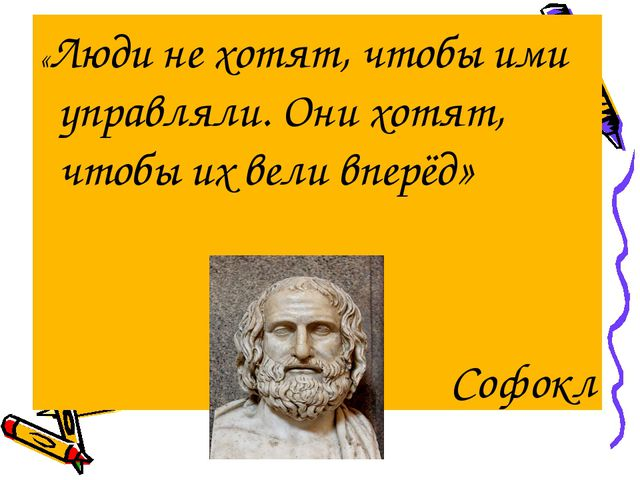 «Люди не хотят, чтобы ими
управляли. Они хотят,
чтобы их вели вперёд»
Софокл